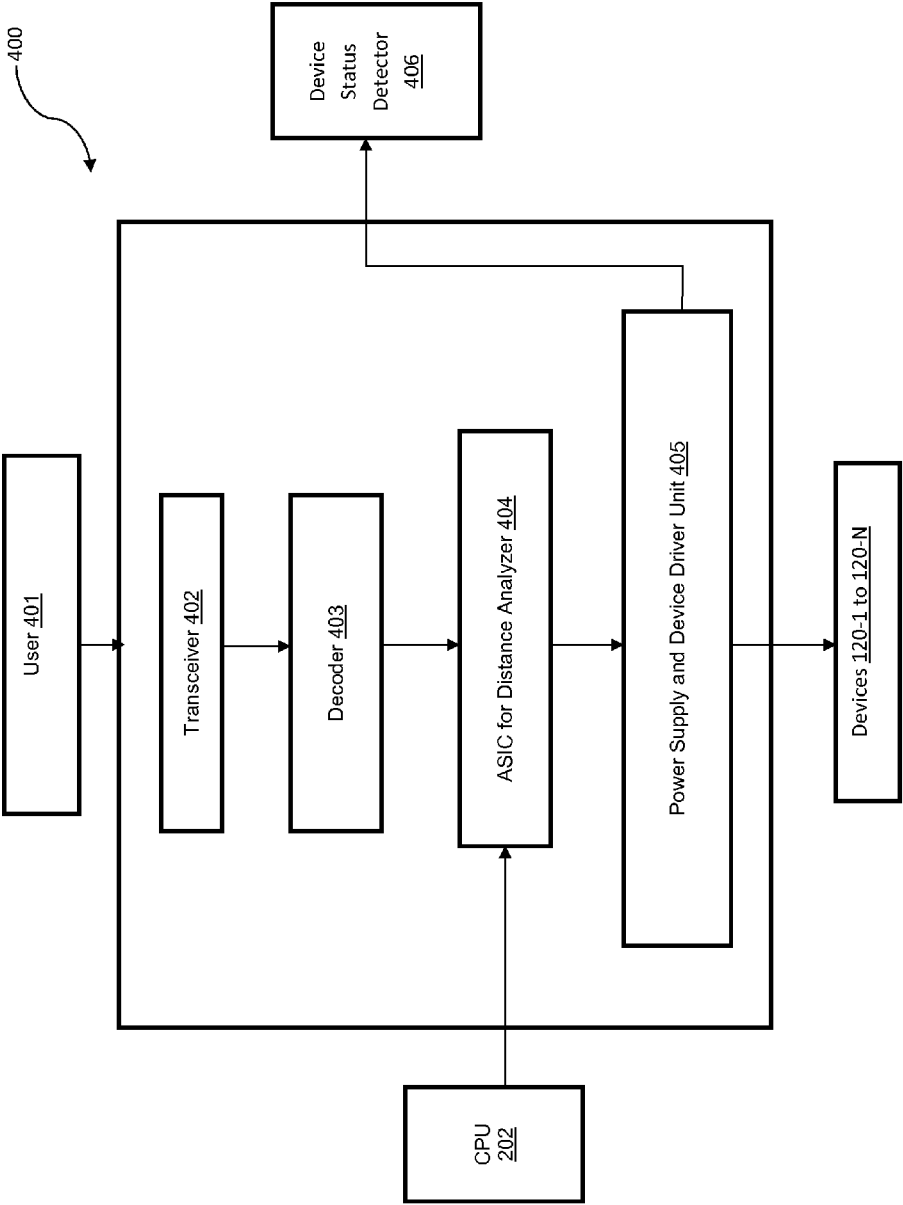 400
User 401
Transceiver 402
Decoder 403
ASIC for Distance Analyzer 404
Power Supply and Device Driver Unit 405
Devices 120-1 to 120-N
CPU
202
Device
Status
Detector
406